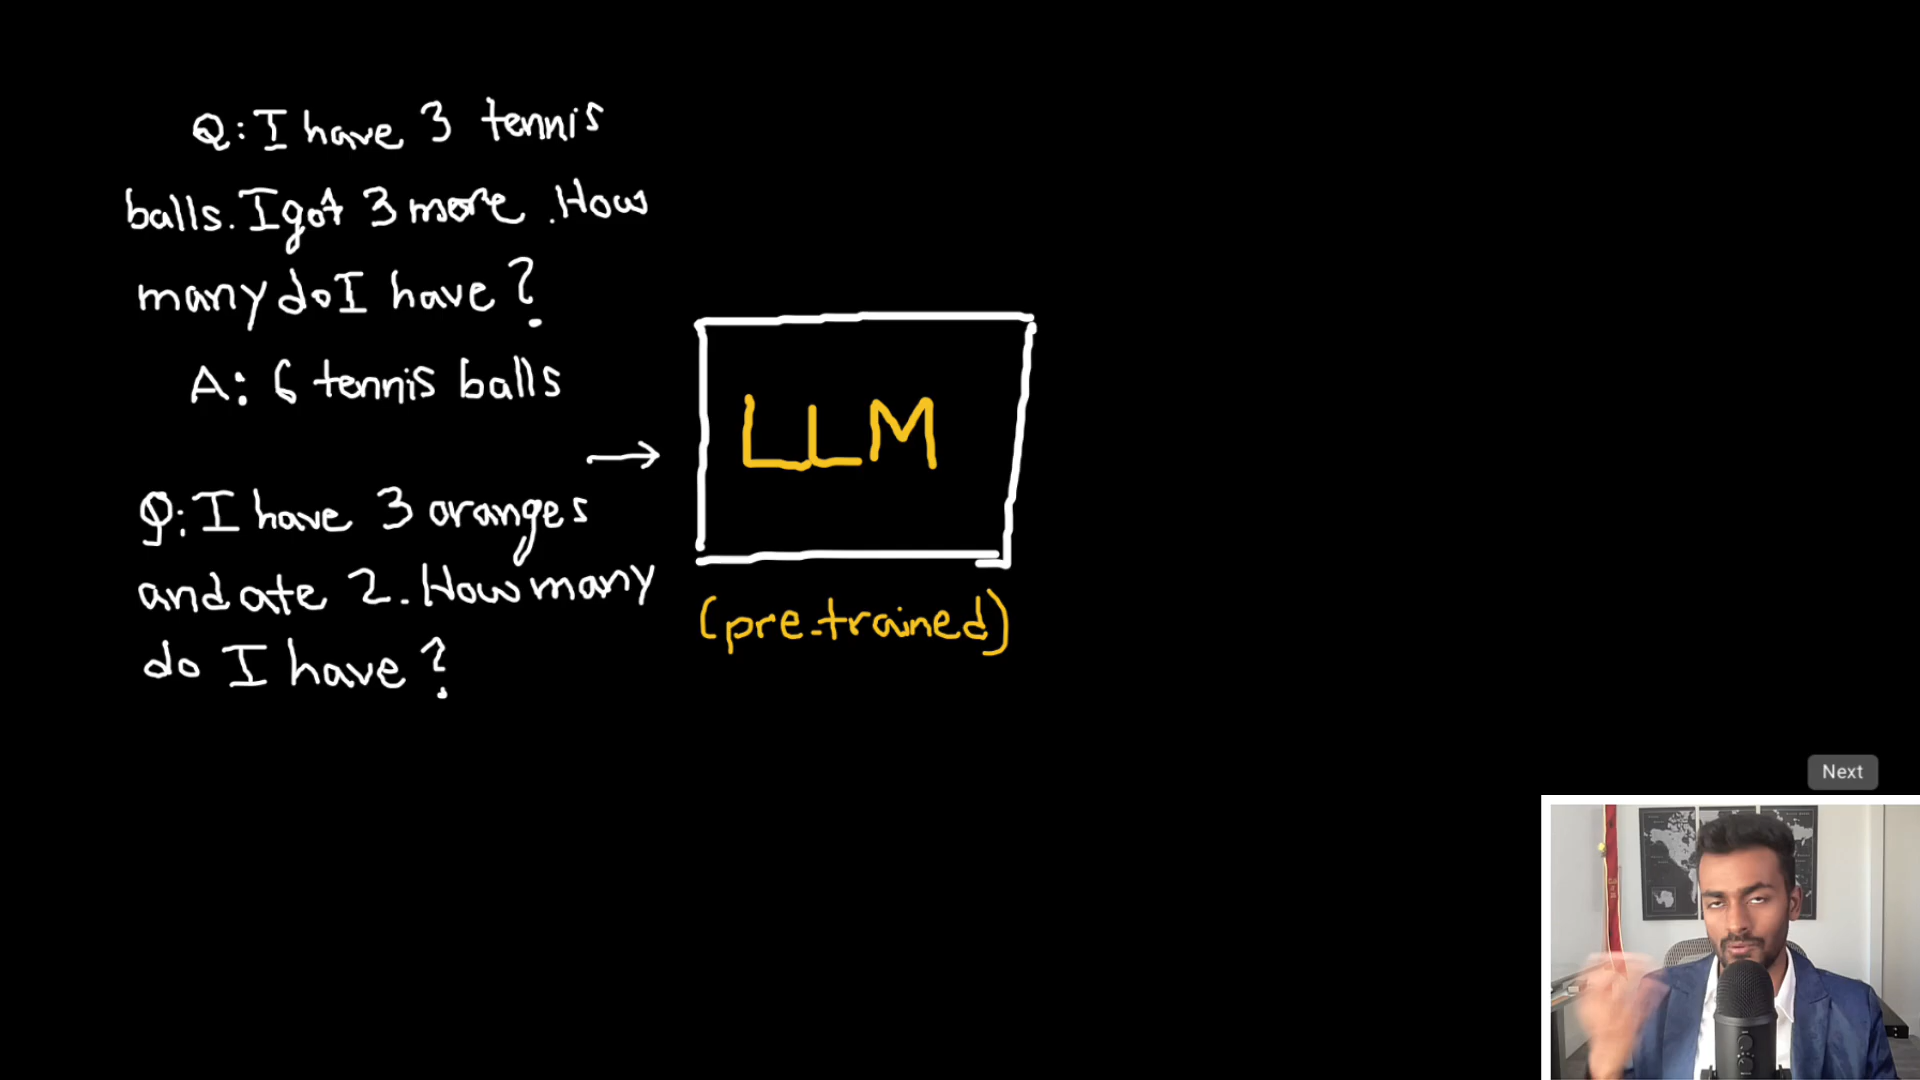 Q: I have 3 tennis
balls. I got 3 more. How
many do I have?
A: 6 tennis balls
Q: I have 3 oranges
and ate 2. How many
do I have?
LLM
(pre-trained)
Next